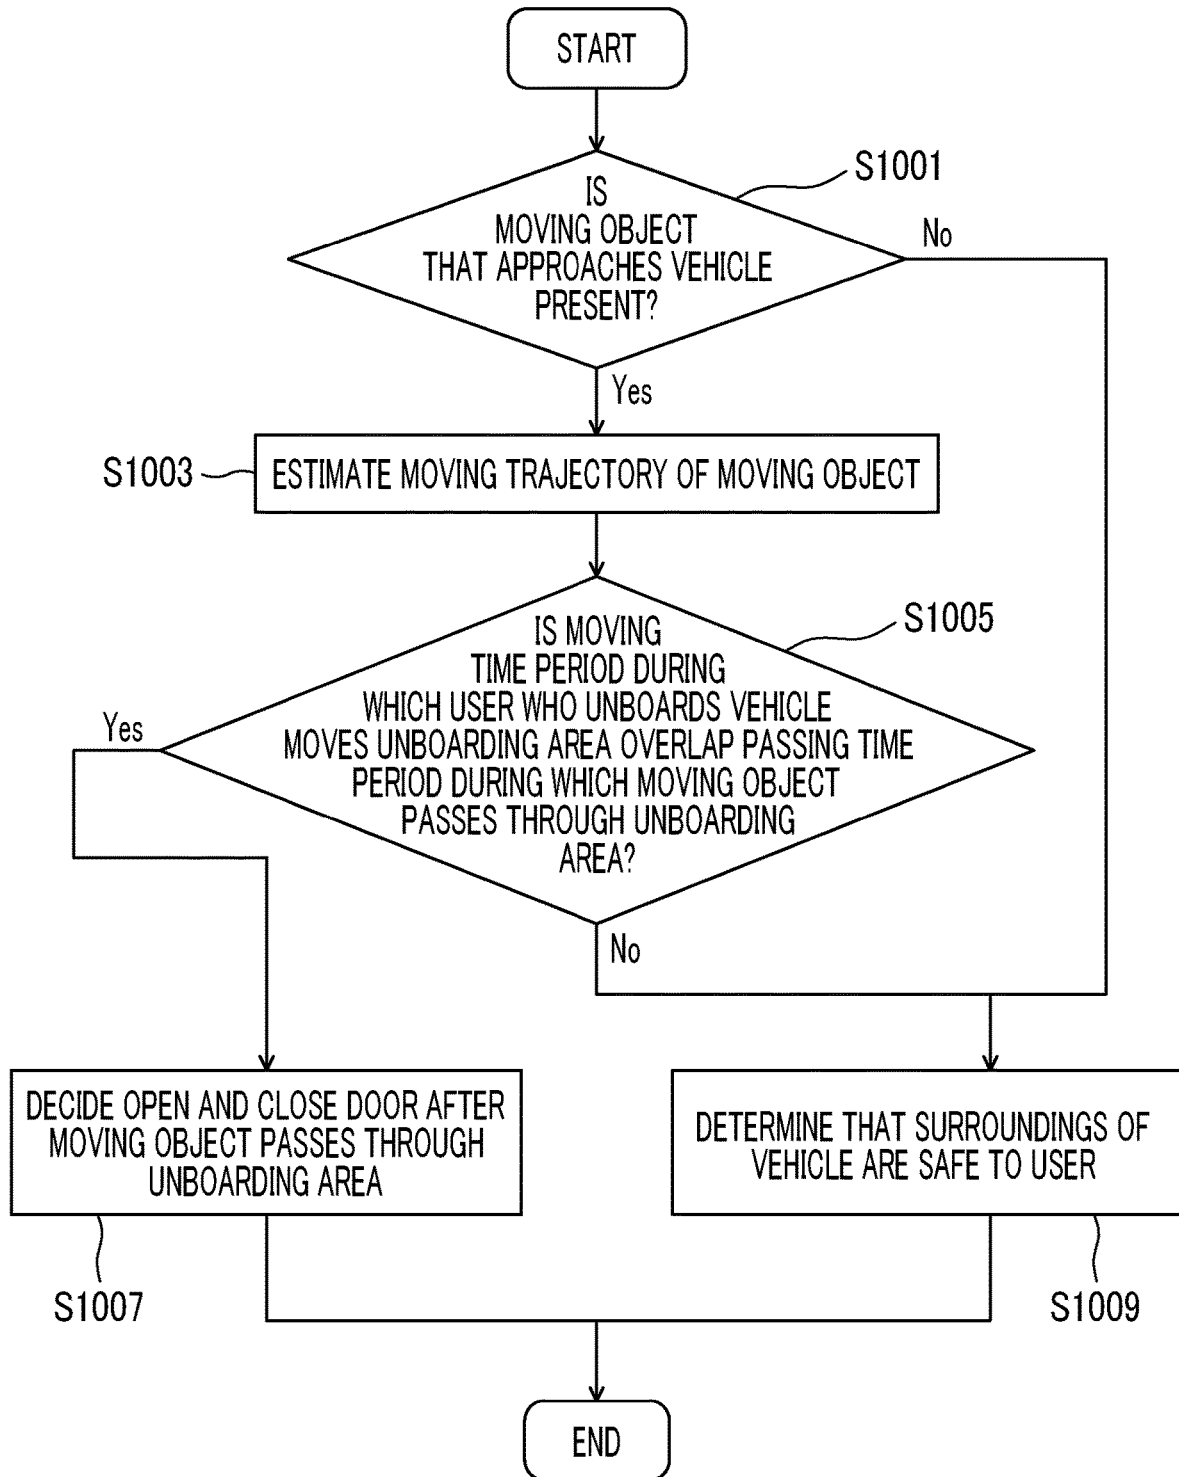 START
S1001
IS
MOVING OBJECT
THAT APPROACHES VEHICLE
PRESENT?
No
Yes
S1003
ESTIMATE MOVING TRAJECTORY OF MOVING OBJECT
S1005
IS MOVING
TIME PERIOD DURING
WHICH USER WHO UNBOARDS VEHICLE
MOVES UNBOARDING AREA OVERLAP PASSING TIME
PERIOD DURING WHICH MOVING OBJECT
PASSES THROUGH UNBOARDING
AREA?
Yes
No
DECIDE OPEN AND CLOSE DOOR AFTER
MOVING OBJECT PASSES THROUGH
UNBOARDING AREA
S1007
DETERMINE THAT SURROUNDINGS OF
VEHICLE ARE SAFE TO USER
S1009
END